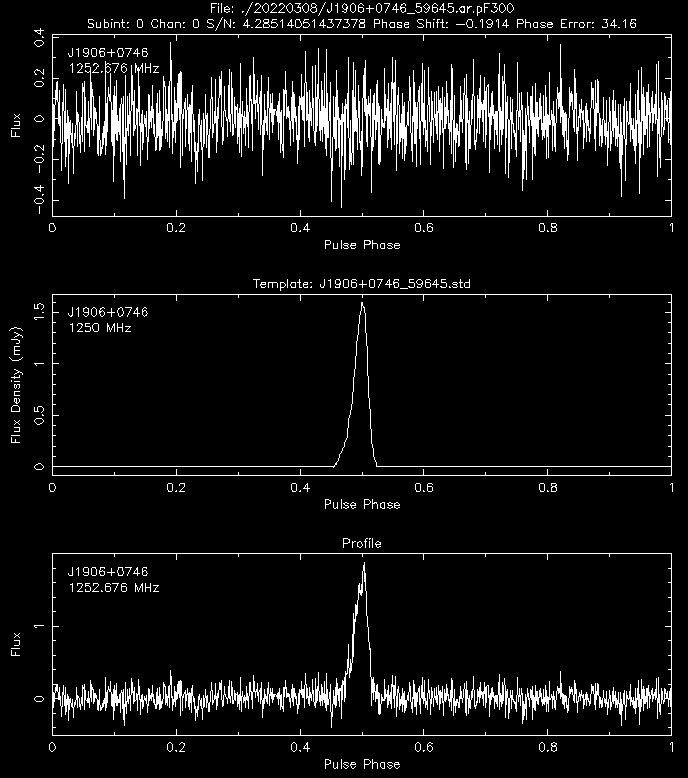 File: ./20220308/J1906+0746_59645.ar.pF300
Subint: 0 Chan: 0 S/N: 4.28514051437378 Phase Shift: −0.1914 Phase Error: 34.16
J1906+0746
1252.676 MHz
Flux
0.4
0.2
0
−0.2
−0.4
0 0.2 0.4 0.6 0.8 1
Pulse Phase
Template: J1906+0746_59645.std
J1906+0746
1250 MHz
Flux Density (mJy)
1.5
1
0.5
0
0 0.2 0.4 0.6 0.8 1
Pulse Phase
Profile
J1906+0746
1252.676 MHz
Flux
1
0
0 0.2 0.4 0.6 0.8 1
Pulse Phase